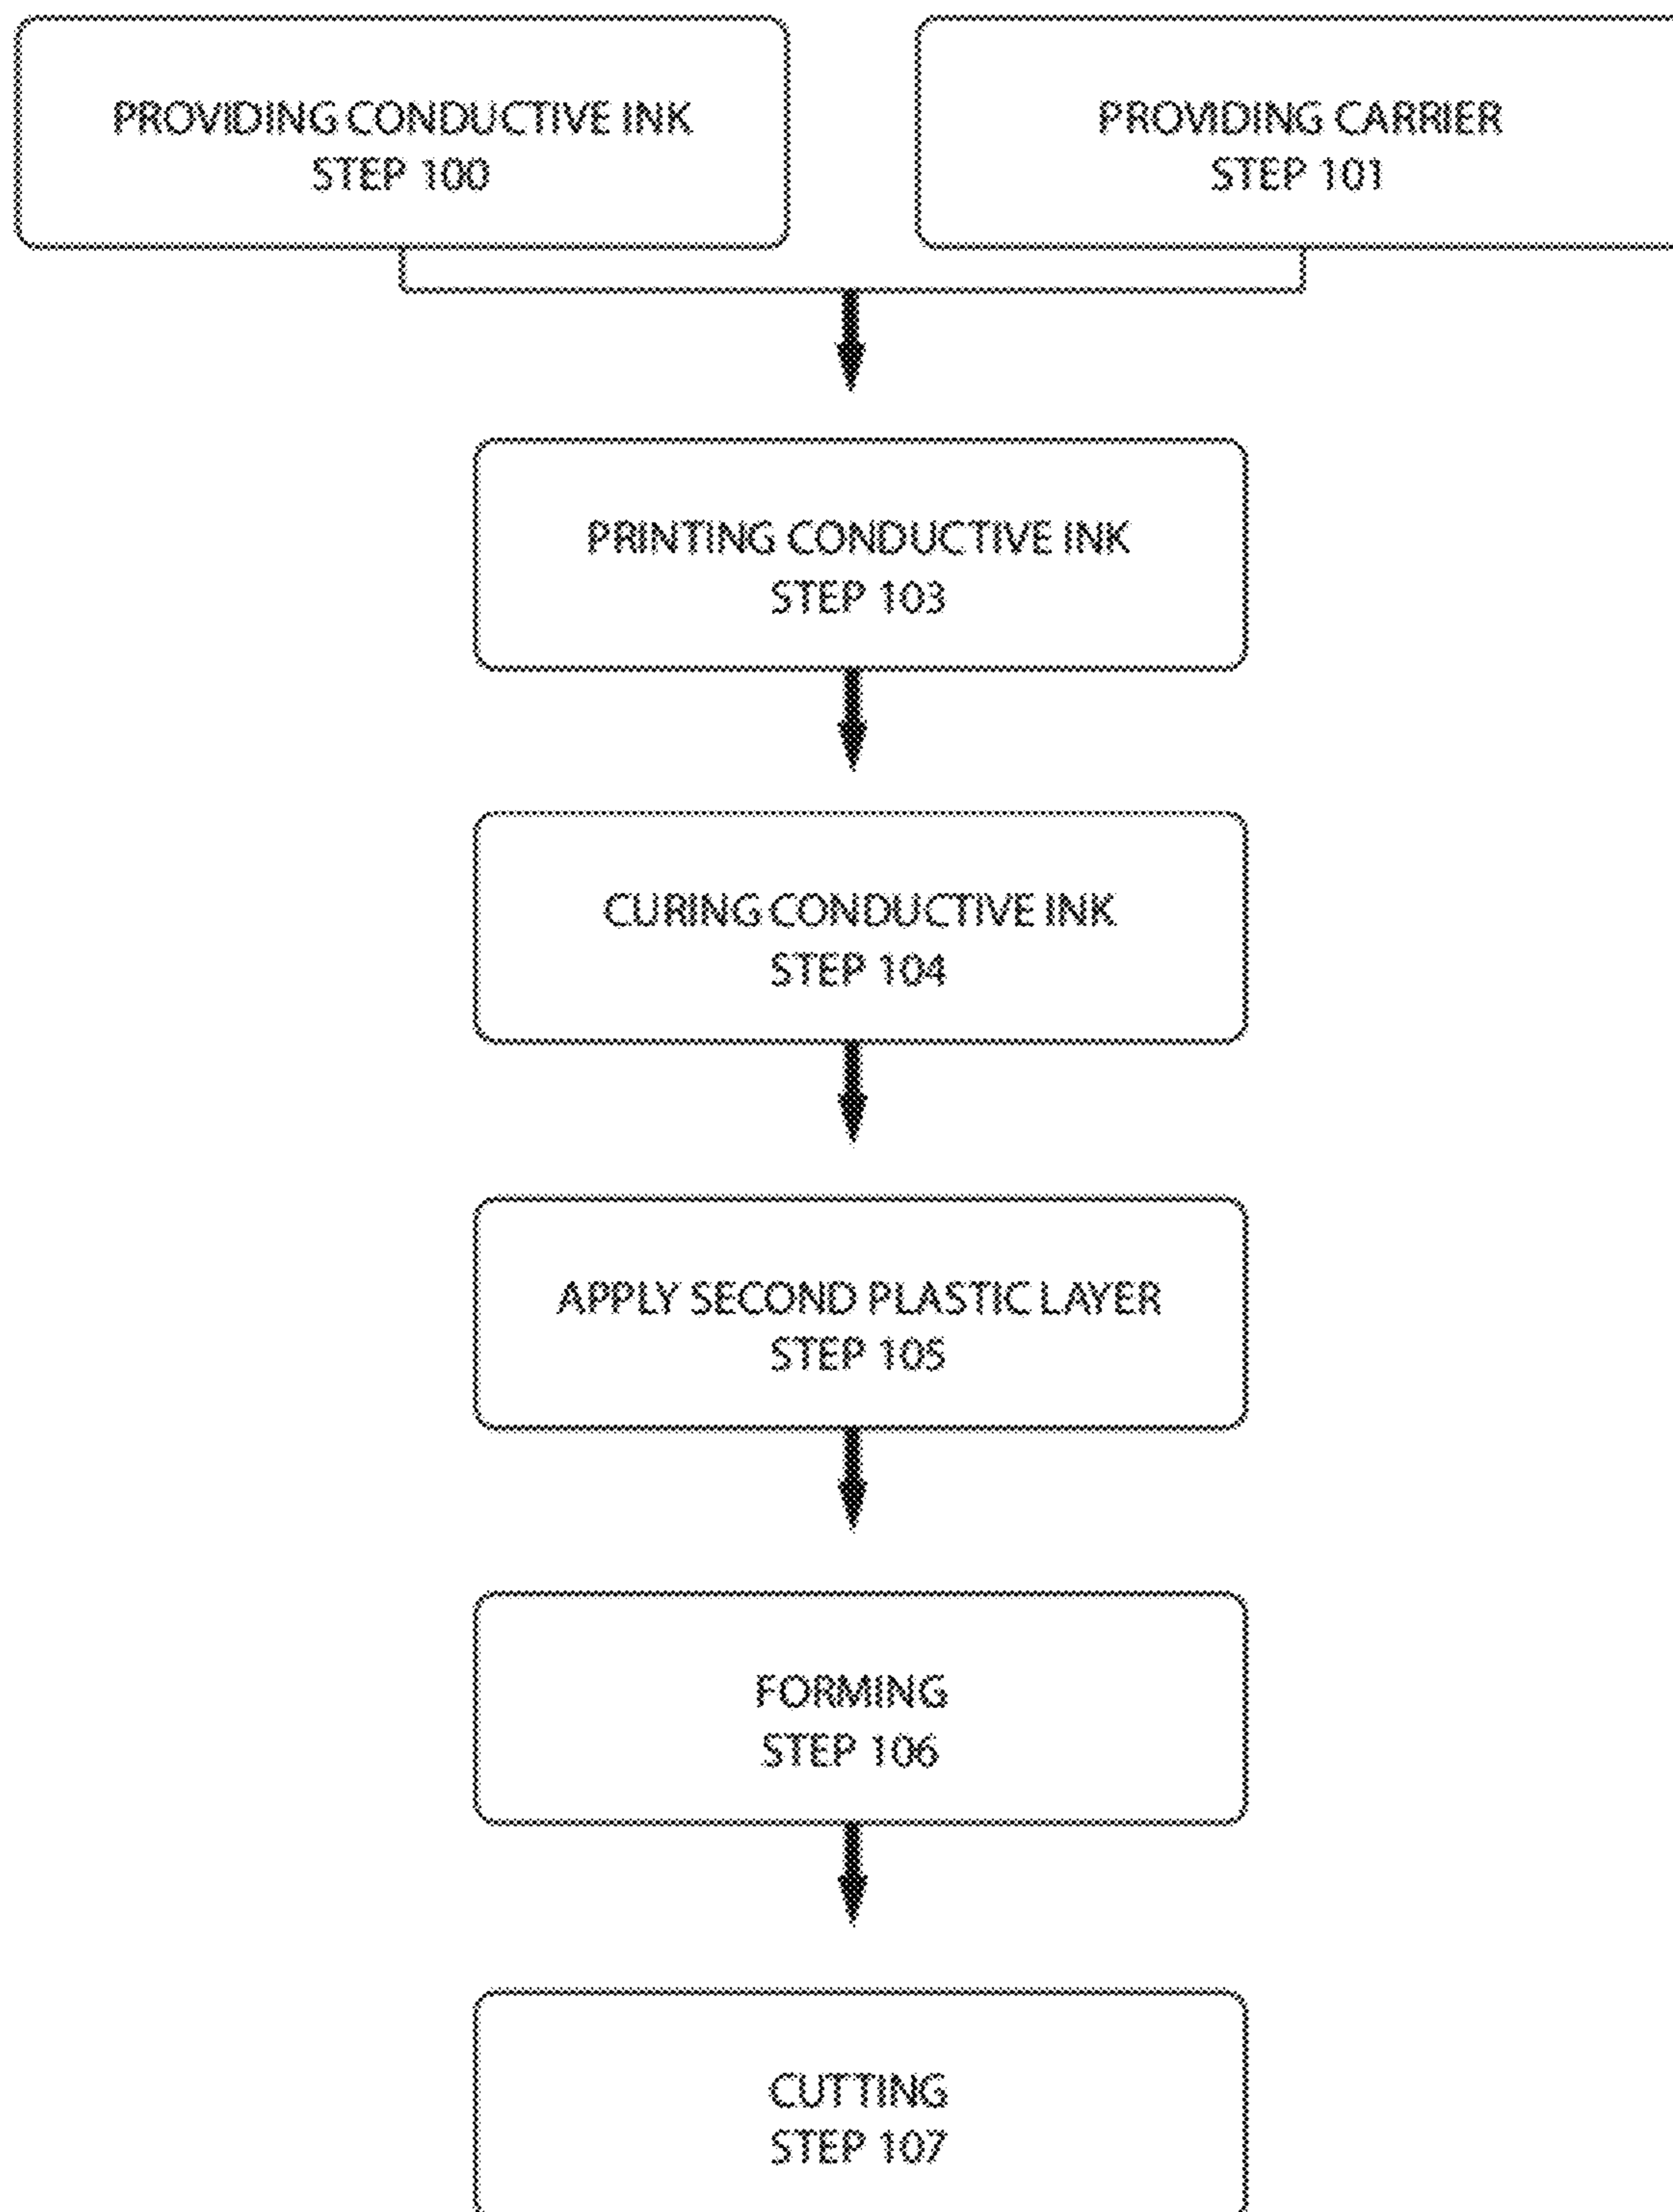 PROVIDING CONDUCTIVE INK
STEP 100
PROVIDING CARRIER
STEP 101
PRINTING CONDUCTIVE INK
STEP 103
CURING CONDUCTIVE INK
STEP 104
APPLY SECOND PLASTIC LAYER
STEP 105
FORMING
STEP 106
CUTTING
STEP 107